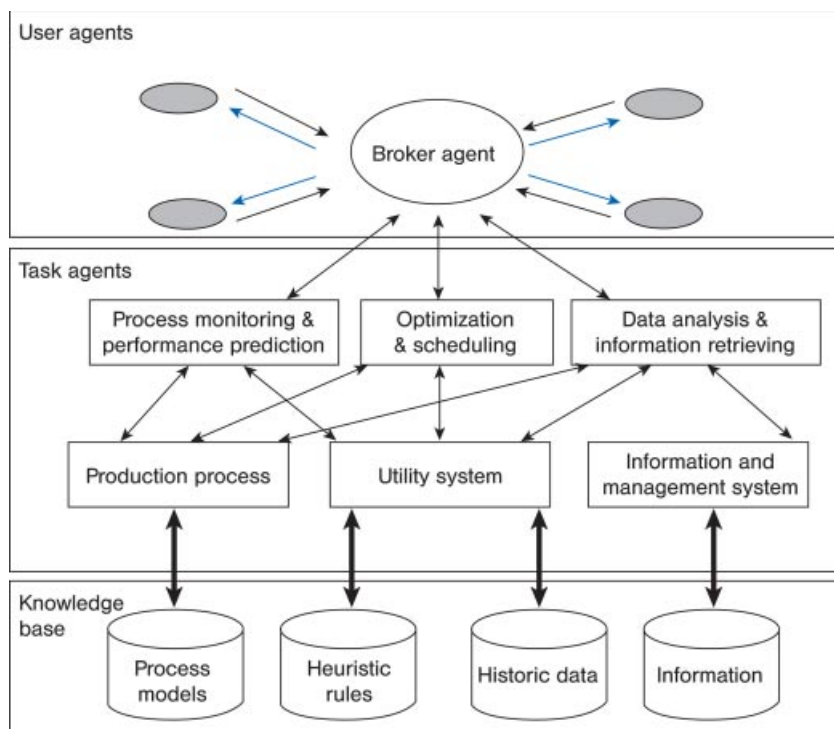 User agents
Broker agent
Task agents
Process monitoring &
performance prediction
Optimization
& scheduling
Data analysis &
information retrieving
Production process
Utility system
Information and
management system
Knowledge
base
Process
models
Heuristic
rules
Historic data
Information